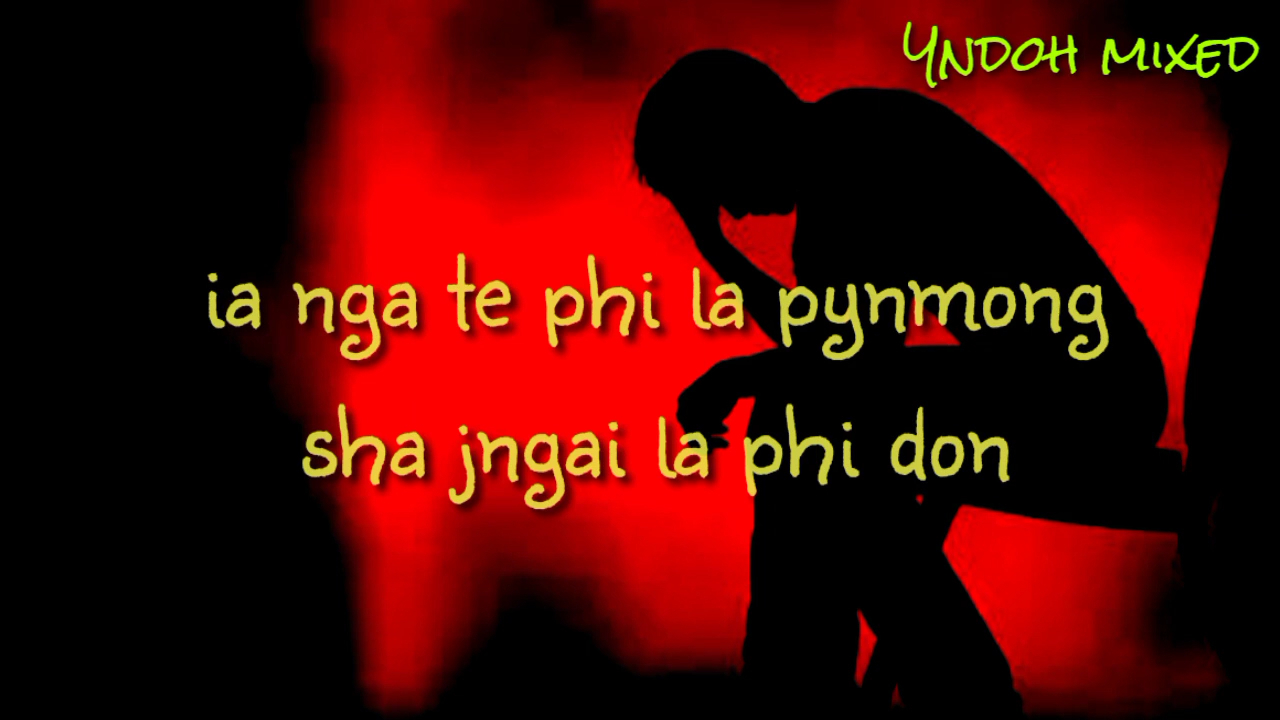 Yndoh mixed
ia nga te phi la pynmong
sha jngai la phi don